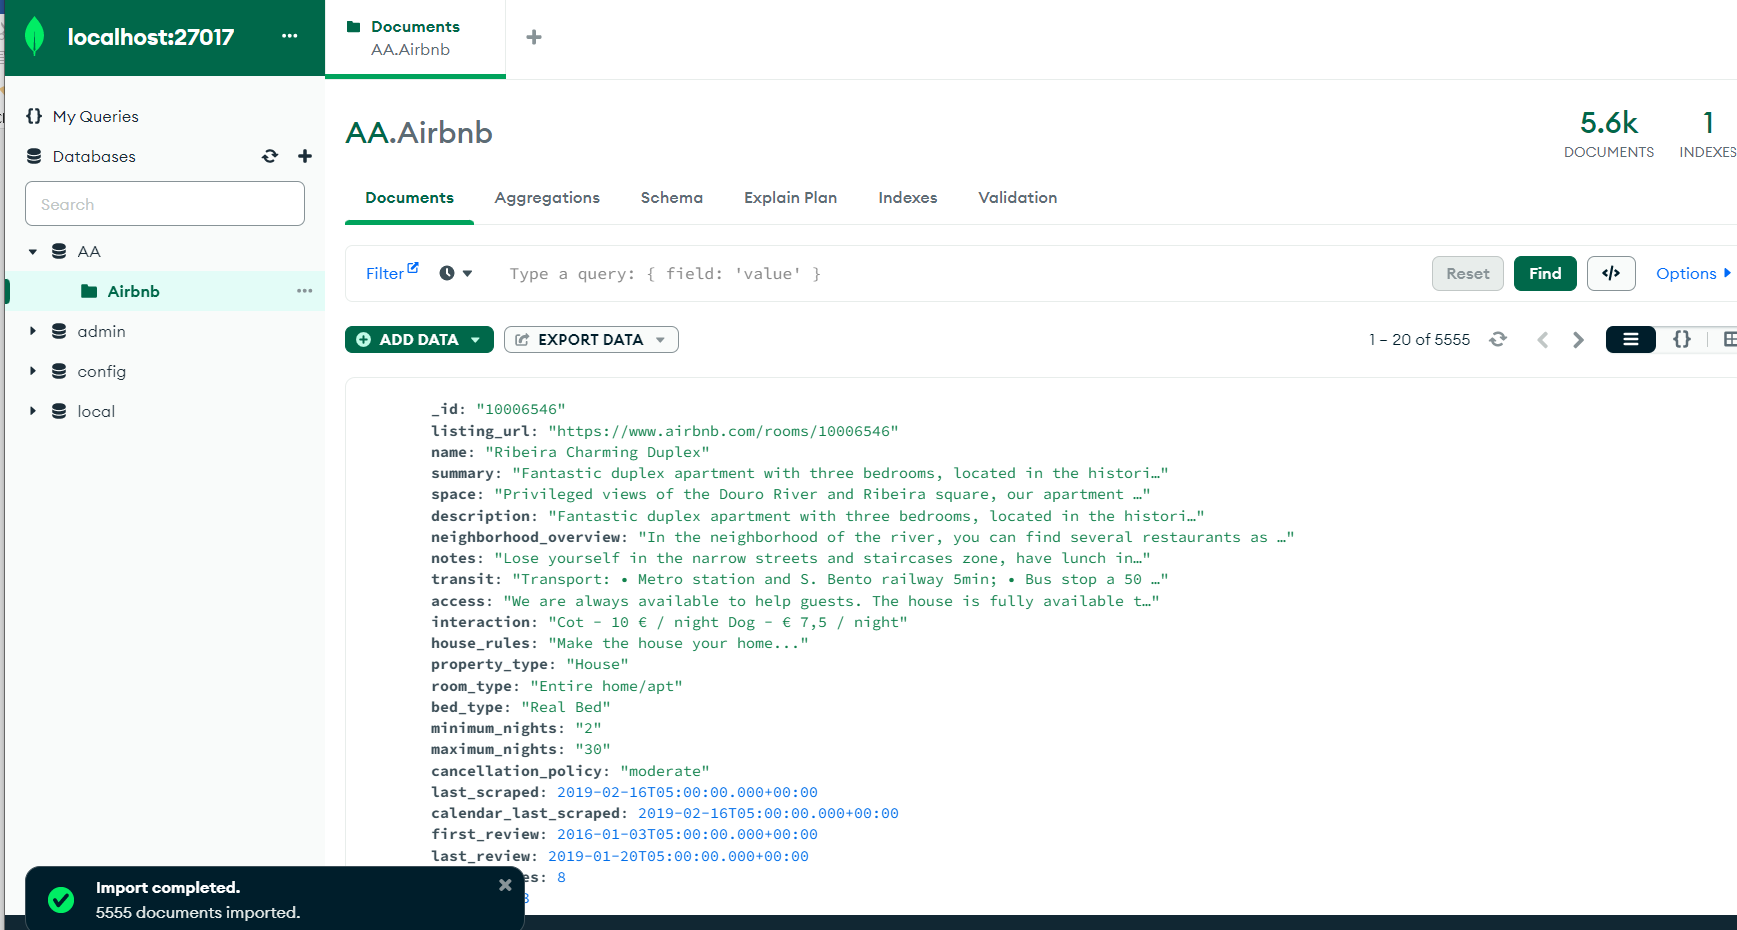 localhost:27017
Documents
AA.Airbnb
My Queries
Databases
Search
AA
Airbnb
admin
config
local
AA.Airbnb
5.6k
DOCUMENTS
1
INDEXES
Documents Aggregations Schema Explain Plan Indexes Validation
Filter Type a query: { field: 'value' } Reset Find </> Options
ADD DATA EXPORT DATA 1 – 20 of 5555 {}
_id: "10006546"
listing_url: "https://www.airbnb.com/rooms/10006546"
name: "Ribeira Charming Duplex"
summary: "Fantastic duplex apartment with three bedrooms, located in the histori…"
space: "Privileged views of the Douro River and Ribeira square, our apartment …"
description: "Fantastic duplex apartment with three bedrooms, located in the histori…"
neighborhood_overview: "In the neighborhood of the river, you can find several restaurants as …"
notes: "Lose yourself in the narrow streets and staircases zone, have lunch in…"
transit: "Transport: • Metro station and S. Bento railway 5min; • Bus stop a 50 …"
access: "We are always available to help guests. The house is fully available t…"
interaction: "Cot - 10 € / night Dog - € 7,5 / night"
house_rules: "Make the house your home..."
property_type: "House"
room_type: "Entire home/apt"
bed_type: "Real Bed"
minimum_nights: "2"
maximum_nights: "30"
cancellation_policy: "moderate"
last_scraped: 2019-02-16T05:00:00.000+00:00
calendar_last_scraped: 2019-02-16T05:00:00.000+00:00
first_review: 2016-01-03T05:00:00.000+00:00
last_review: 2019-01-20T05:00:00.000+00:00
es: 8
Import completed.
5555 documents imported.